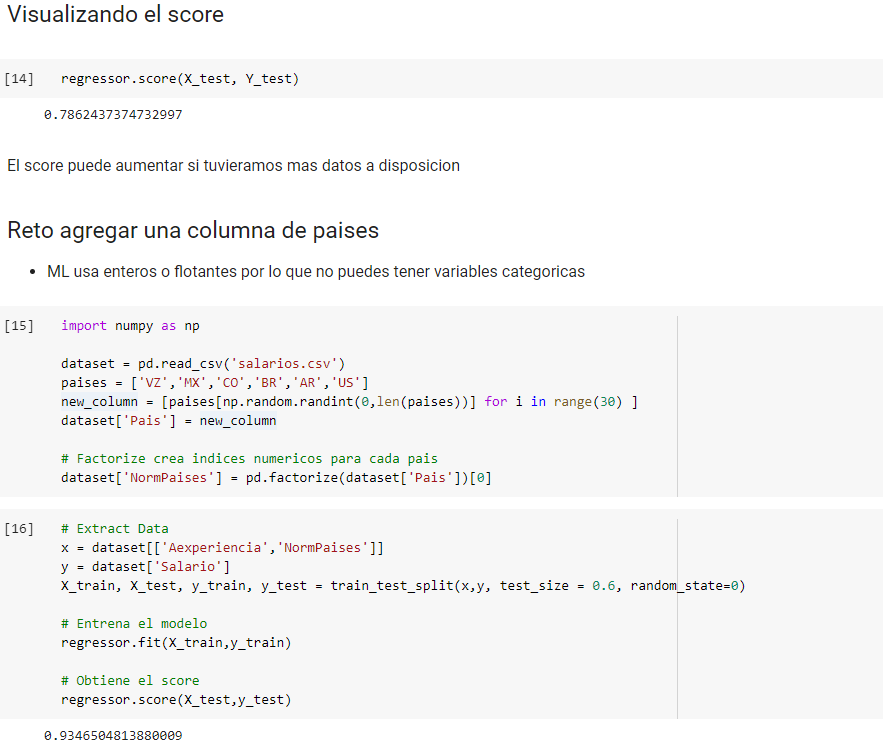 Visualizando el score
[14] regressor.score(X_test, Y_test)
0.7862437374732997
El score puede aumentar si tuvieramos mas datos a disposicion
Reto agregar una columna de paises
• ML usa enteros o flotantes por lo que no puedes tener variables categoricas
[15] import numpy as np
dataset = pd.read_csv('salarios.csv')
paises = ['VZ','MX','CO','BR','AR','US']
new_column = [paises[np.random.randint(0,len(paises))] for i in range(30) ]
dataset['Pais'] = new_column
# Factorize crea indices numericos para cada pais
dataset['NormPaises'] = pd.factorize(dataset['Pais'])[0]
[16] # Extract Data
x = dataset[['Aexperiencia','NormPaises']]
y = dataset['Salario']
X_train, X_test, y_train, y_test = train_test_split(x,y, test_size = 0.6, random_state=0)
# Entrena el modelo
regressor.fit(X_train,y_train)
# Obtiene el score
regressor.score(X_test,y_test)
0.9346504813880009